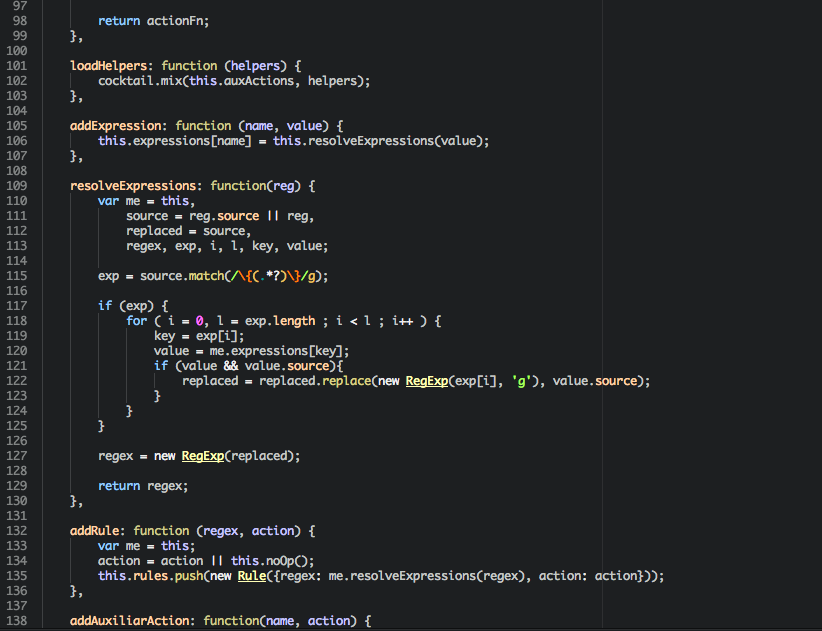 97
98 return actionFn;
99 },
100
101 loadHelpers: function (helpers) {
102 cocktail.mix(this.auxActions, helpers);
103 },
104
105 addExpression: function (name, value) {
106 this.expressions[name] = this.resolveExpressions(value);
107 },
108
109 resolveExpressions: function(reg) {
110 var me = this,
111 source = reg.source || reg,
112 replaced = source,
113 regex, exp, i, l, key, value;
114
115 exp = source.match(/\{(.*?)\}/g);
116
117 if (exp) {
118 for ( i = 0, l = exp.length ; i < l ; i++ ) {
119 key = exp[i];
120 value = me.expressions[key];
121 if (value && value.source){
122 replaced = replaced.replace(new RegExp(exp[i], 'g'), value.source);
123 }
124 }
125 }
126
127 regex = new RegExp(replaced);
128
129 return regex;
130 },
131
132 addRule: function (regex, action) {
133 var me = this;
134 action = action || this.noOp();
135 this.rules.push(new Rule({regex: me.resolveExpressions(regex), action: action}));
136 },
137
138 addAuxiliarAction: function(name, action) {